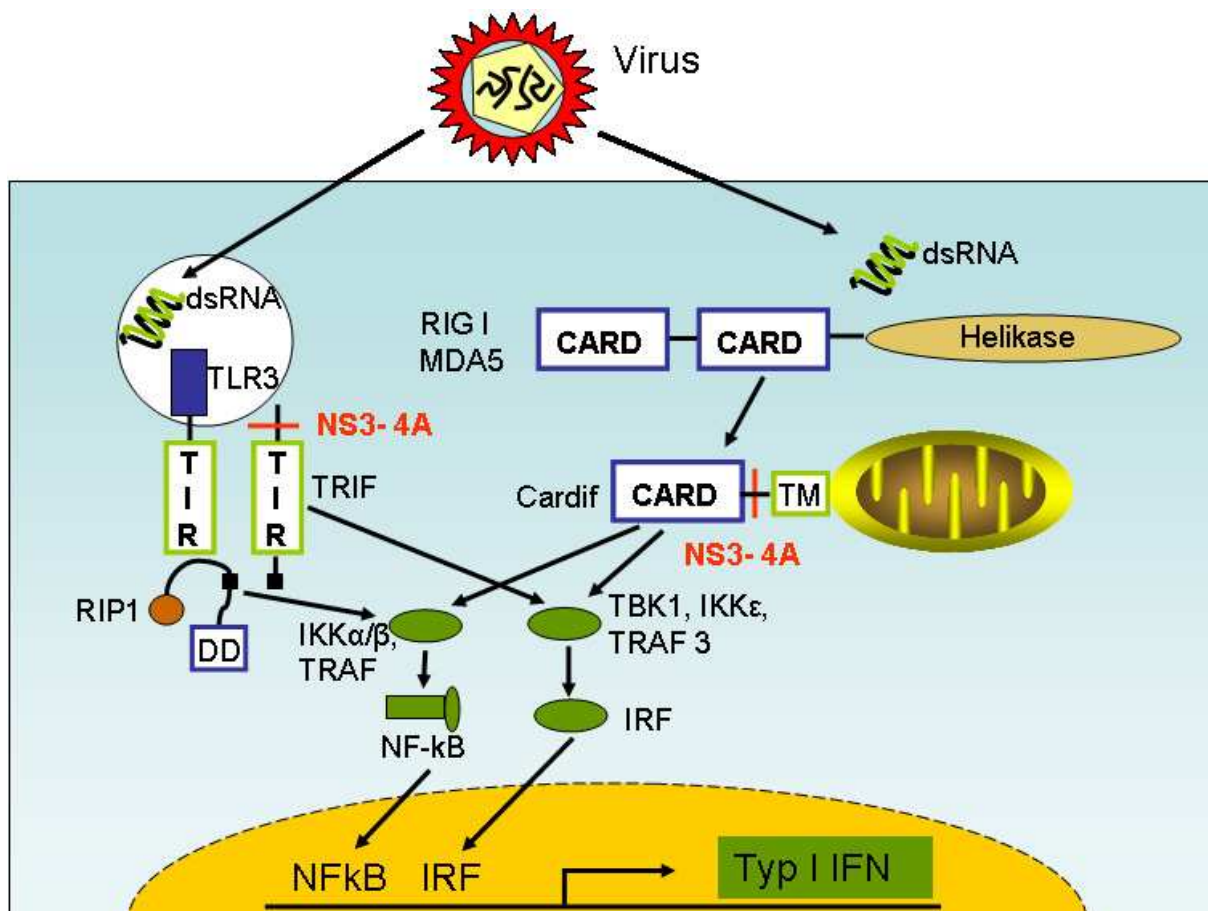 Virus
dsRNA
dsRNA
RIG I
MDA5
CARD
CARD
Helikase
TLR3
NS3- 4A
T
I
R
T
I
R
TRIF
Cardif
CARD
TM
NS3- 4A
RIP1
DD
IKKα/β,
TRAF
TBK1, IKKε,
TRAF 3
NF-kB
IRF
NFkB
IRF
Typ I IFN